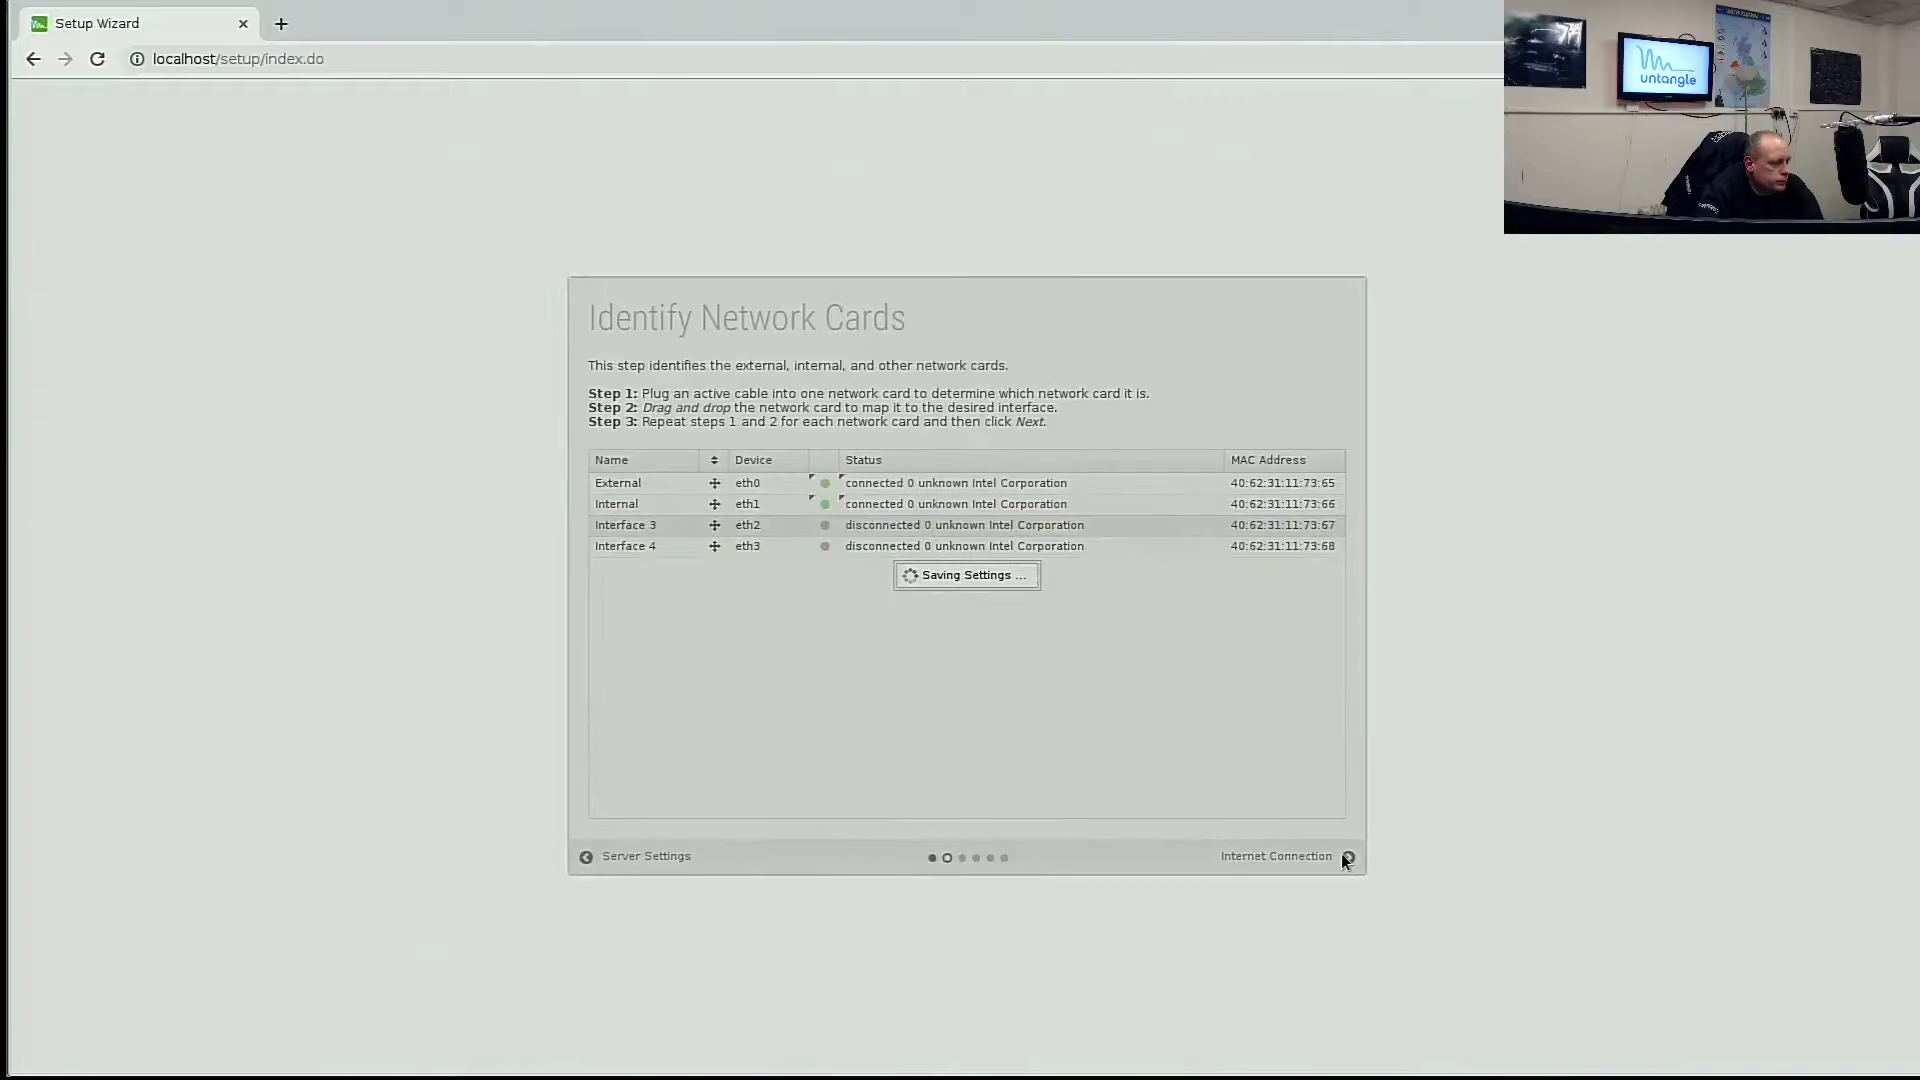 Setup Wizard
localhost/setup/index.do
untangle
Identify Network Cards
This step identifies the external, internal, and other network cards.
Step 1: Plug an active cable into one network card to determine which network card it is.
Step 2: Drag and drop the network card to map it to the desired interface.
Step 3: Repeat steps 1 and 2 for each network card and then click Next.
Name Device Status MAC Address
External eth0 connected 0 unknown Intel Corporation 40:62:31:11:73:65
Internal eth1 connected 0 unknown Intel Corporation 40:62:31:11:73:66
Interface 3 eth2 disconnected 0 unknown Intel Corporation 40:62:31:11:73:67
Interface 4 eth3 disconnected 0 unknown Intel Corporation 40:62:31:11:73:68
Saving Settings ...
Server Settings Internet Connection